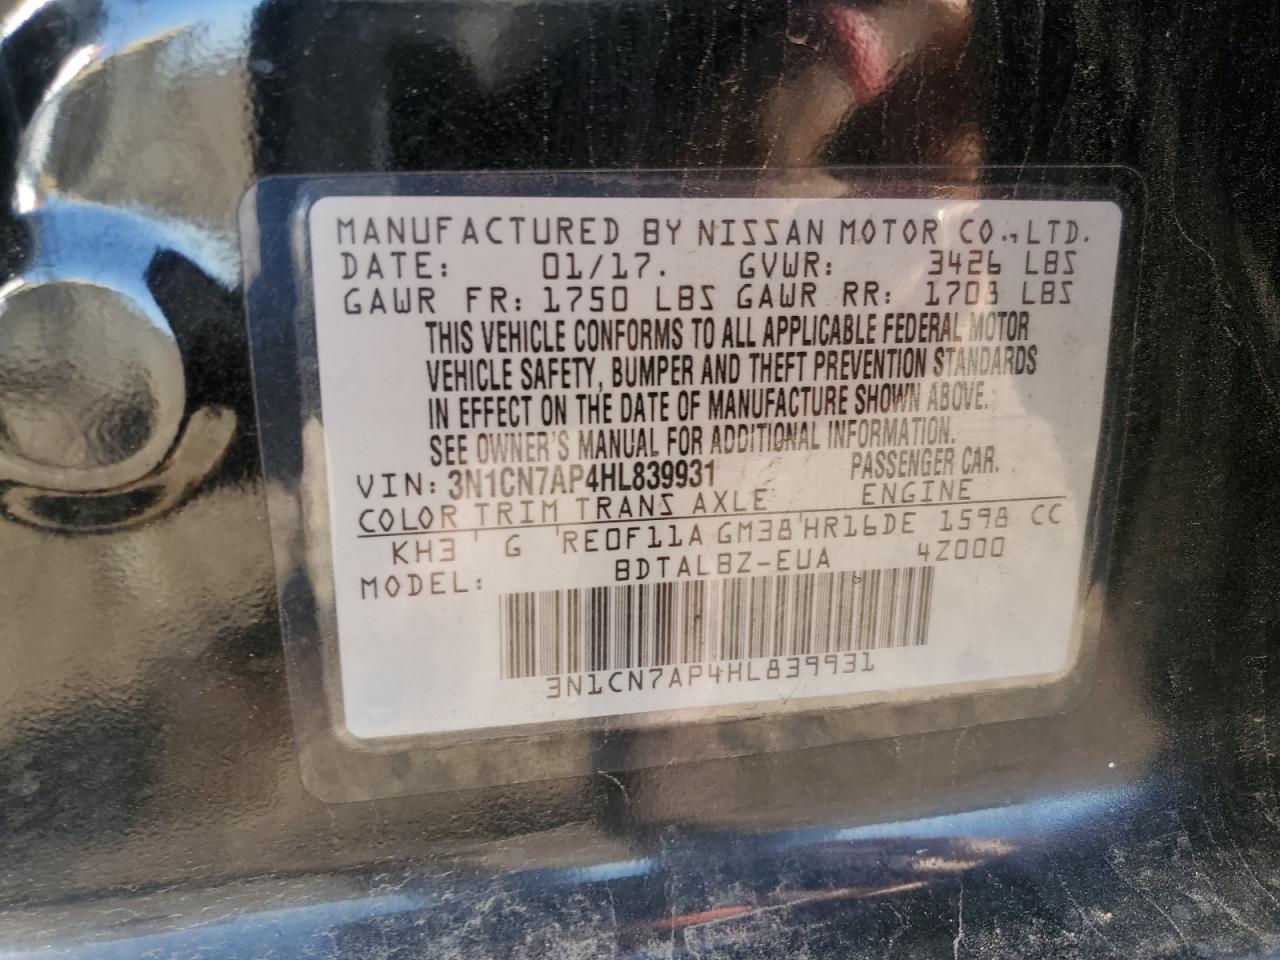 MANUFACTURED BY NISSAN MOTOR CO., LTD.
DATE: 01/17. GVWR: 3426 LBS
GAWR FR: 1750 LBS GAWR RR: 1703 LBS
THIS VEHICLE CONFORMS TO ALL APPLICABLE FEDERAL MOTOR
VEHICLE SAFETY, BUMPER AND THEFT PREVENTION STANDARDS
IN EFFECT ON THE DATE OF MANUFACTURE SHOWN ABOVE.
SEE OWNER'S MANUAL FOR ADDITIONAL INFORMATION.
VIN: 3N1CN7AP4HL839931 PASSENGER CAR.
COLOR TRIM TRANS AXLE ENGINE
KH3 G RE0F11A GM38 HR16DE 1598 CC
MODEL: BDTALBZ-EUA 4Z000
3N1CN7AP4HL839931